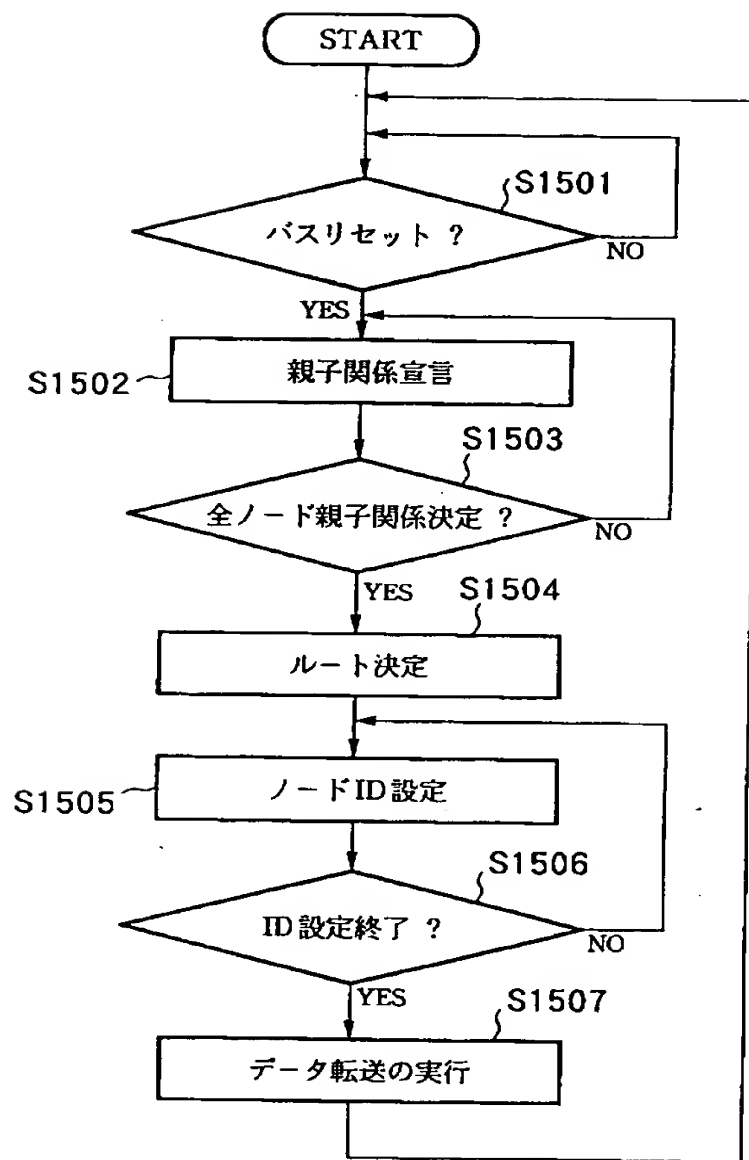 START
S1501
バスリセット ?
NO
YES
S1502
親子関係宣言
S1503
全ノード親子関係決定 ?
NO
YES
S1504
ルート決定
S1505
ノードID設定
S1506
ID設定終了 ?
NO
YES
S1507
データ転送の実行